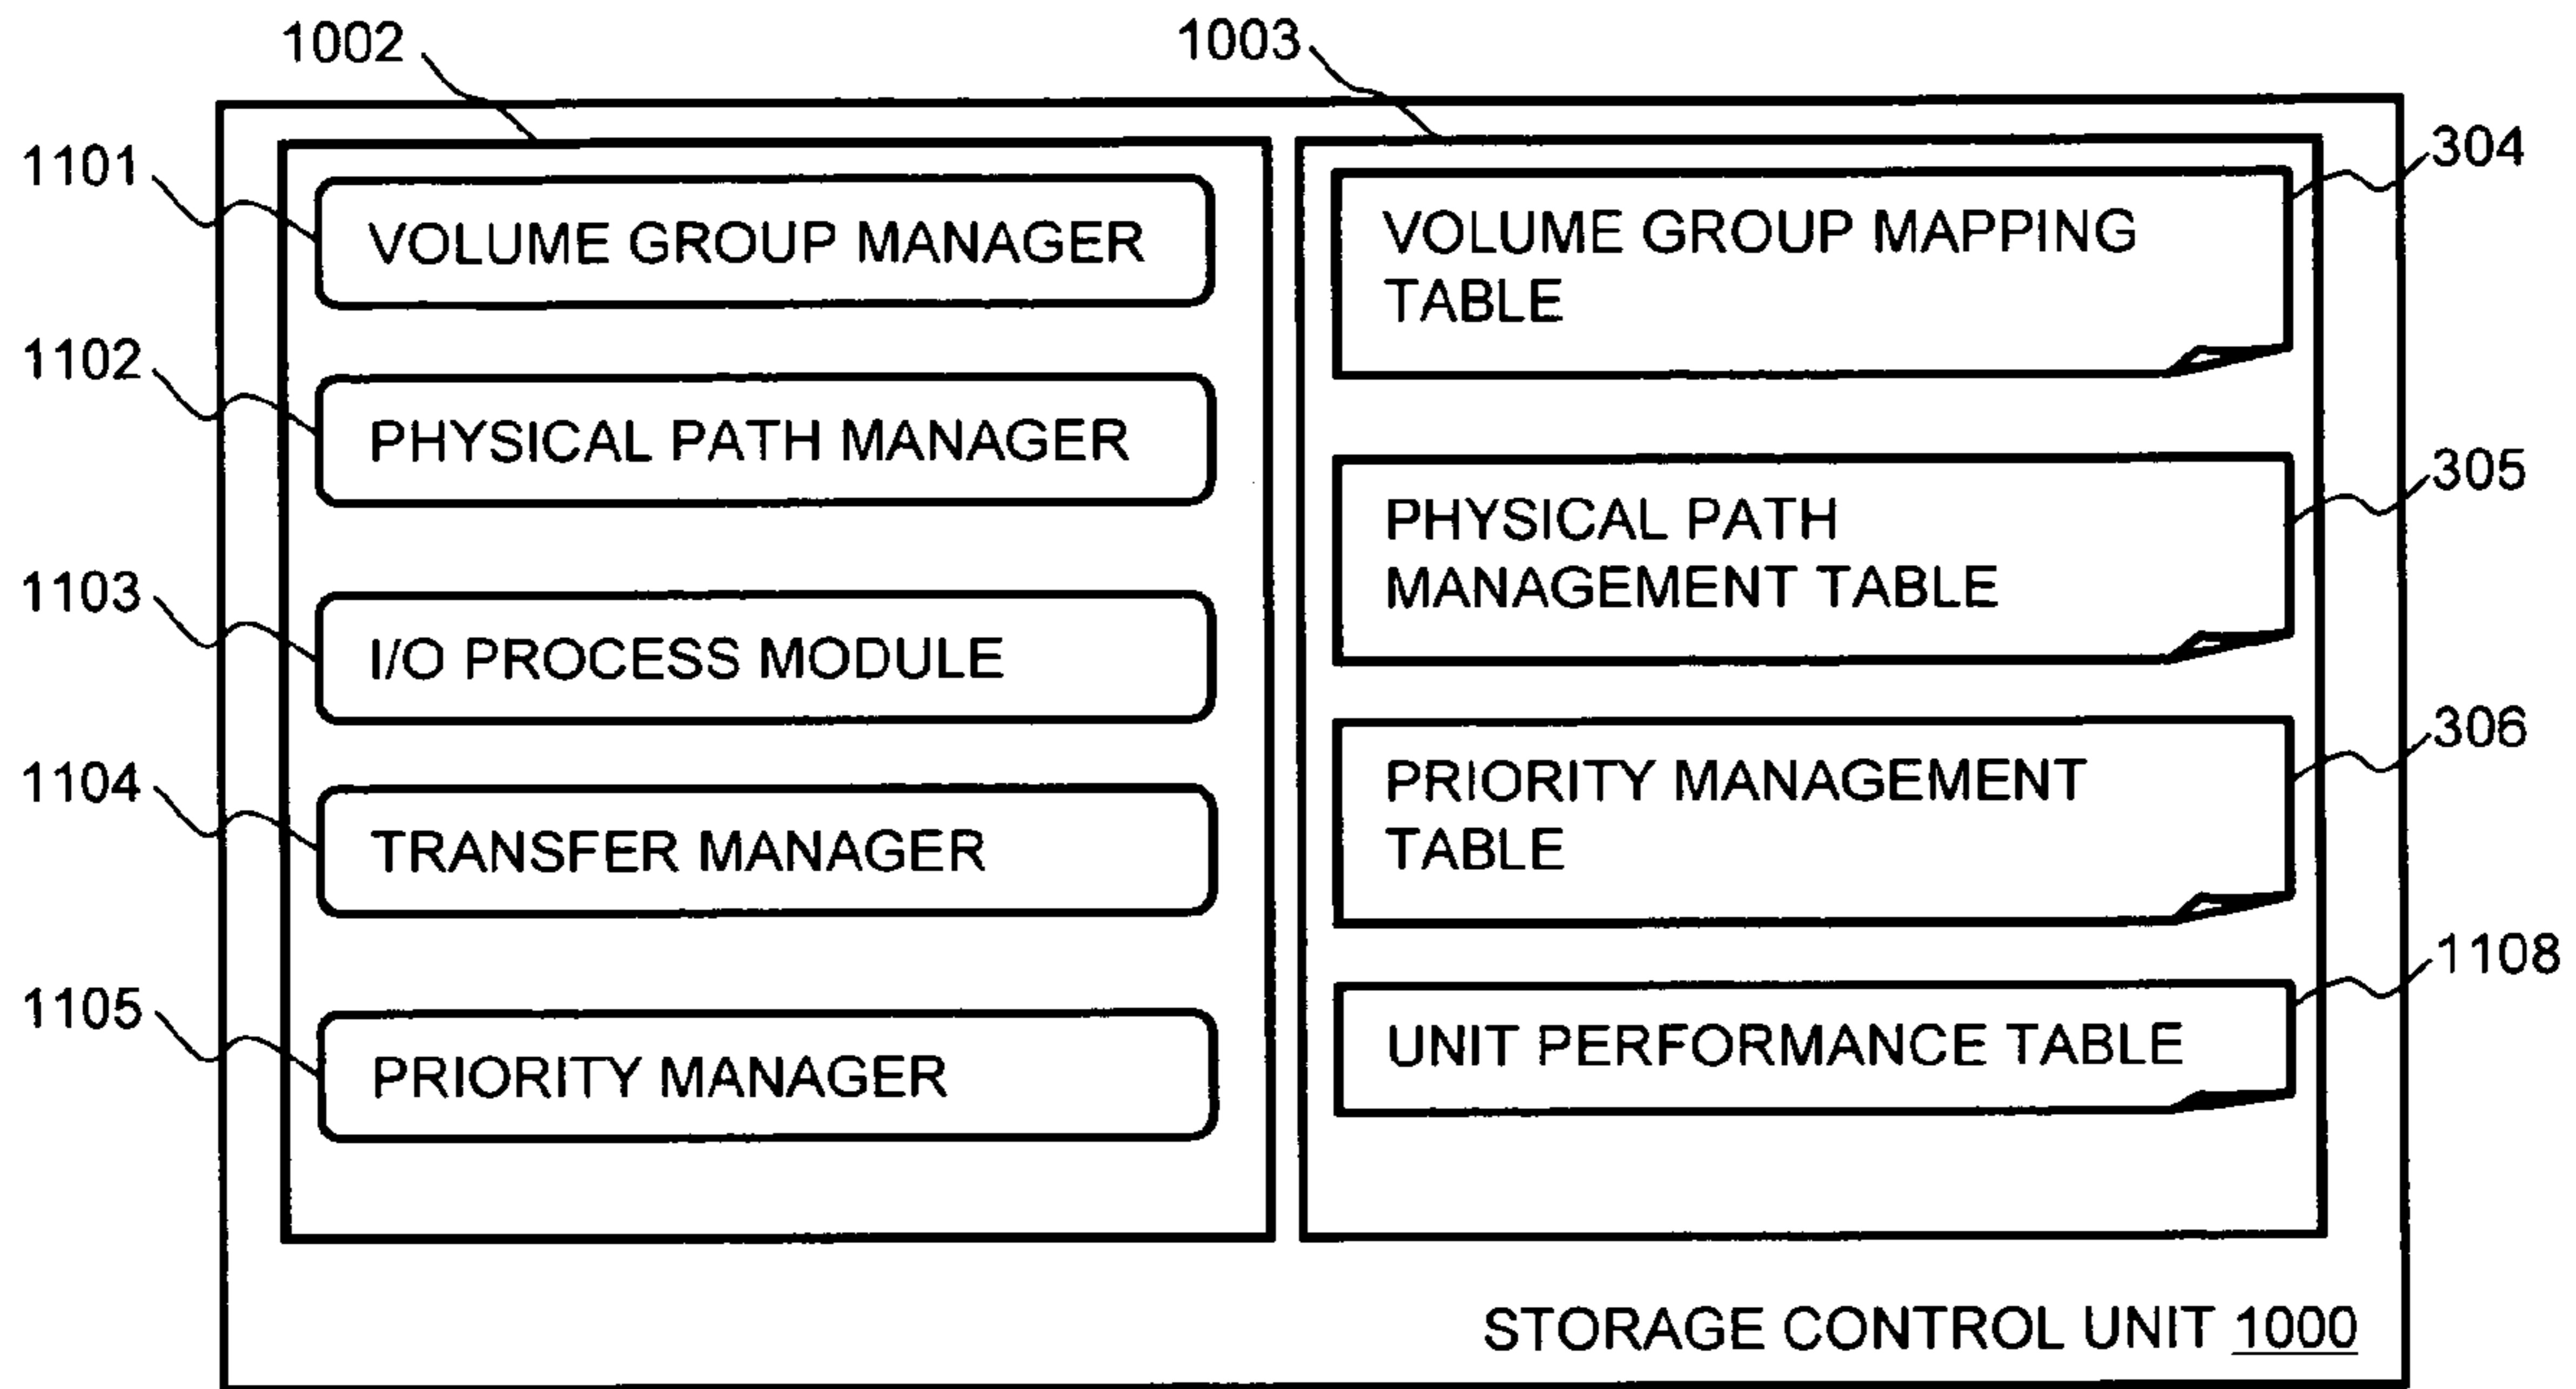 1002
1003
1101
VOLUME GROUP MANAGER
1102
PHYSICAL PATH MANAGER
1103
I/O PROCESS MODULE
1104
TRANSFER MANAGER
1105
PRIORITY MANAGER
304
VOLUME GROUP MAPPING
TABLE
305
PHYSICAL PATH
MANAGEMENT TABLE
306
PRIORITY MANAGEMENT
TABLE
1108
UNIT PERFORMANCE TABLE
STORAGE CONTROL UNIT 1000